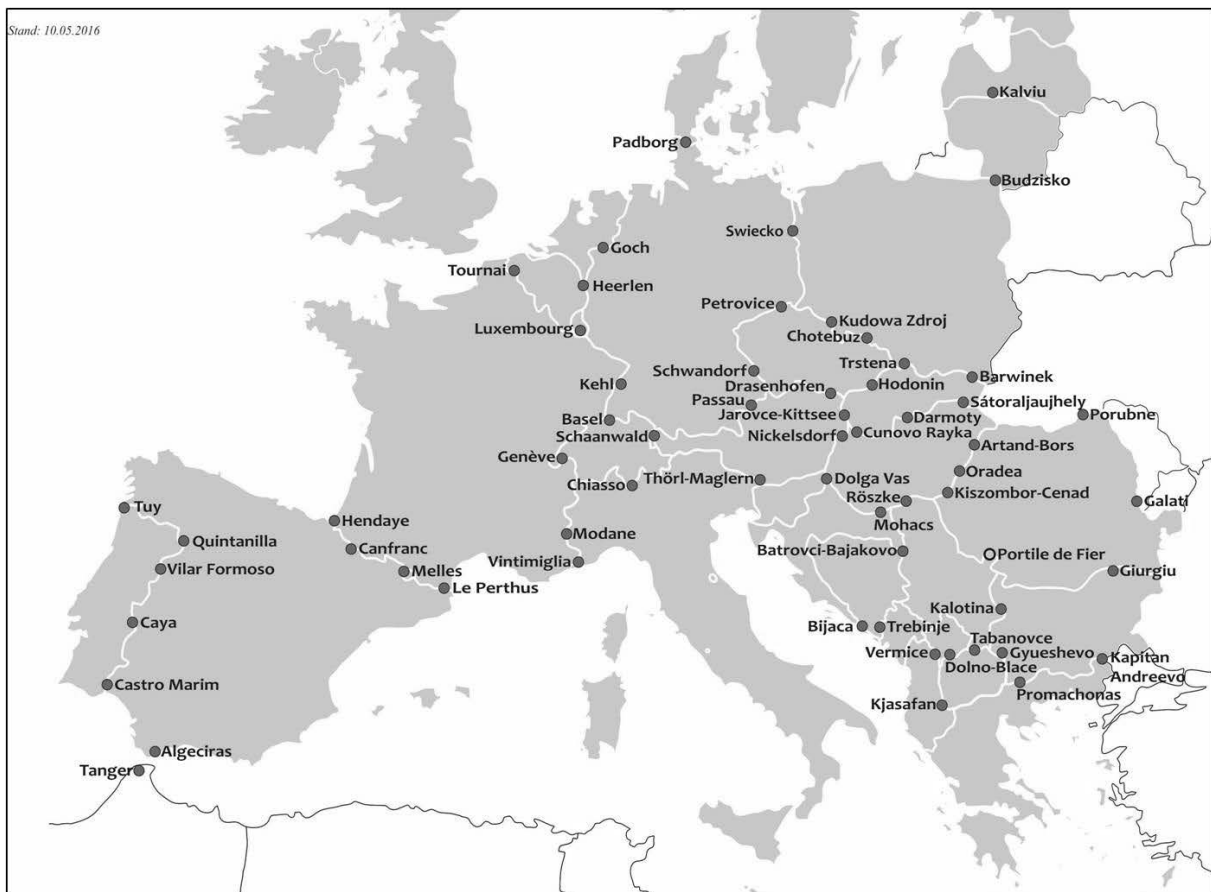 Stand: 10.05.2016
Kalviu
Padborg
Budzisko
Swiecko
Goch
Tournai
Heerlen
Petrovice
Luxembourg
Kudowa Zdroj
Chotebuz
Trstena
Schwandorf
Barwinek
Kehl
Drasenhofen
Hodonin
Passau
Sátoraljaujhely
Jarovce-Kittsee
Darmoty
Porubne
Basel
Schaanwald
Nickelsdorf
Cunovo Rayka
Artand-Bors
Genève
Oradea
Chiasso
Thörl-Maglern
Dolga Vas
Röszke
Kiszombor-Cenad
Galati
Tuy
Mohacs
Hendaye
Modane
Quintanilla
Canfranc
Batrovci-Bajakovo
Portile de Fier
Vintimiglia
Vilar Formoso
Melles
Giurgiu
Le Perthus
Kalotina
Caya
Bijaca
Trebinje
Tabanovce
Vermice
Gyueshevo
Kapitan
Andreevo
Dolno-Blace
Castro Marim
Promachonas
Kjasafan
Algeciras
Tanger